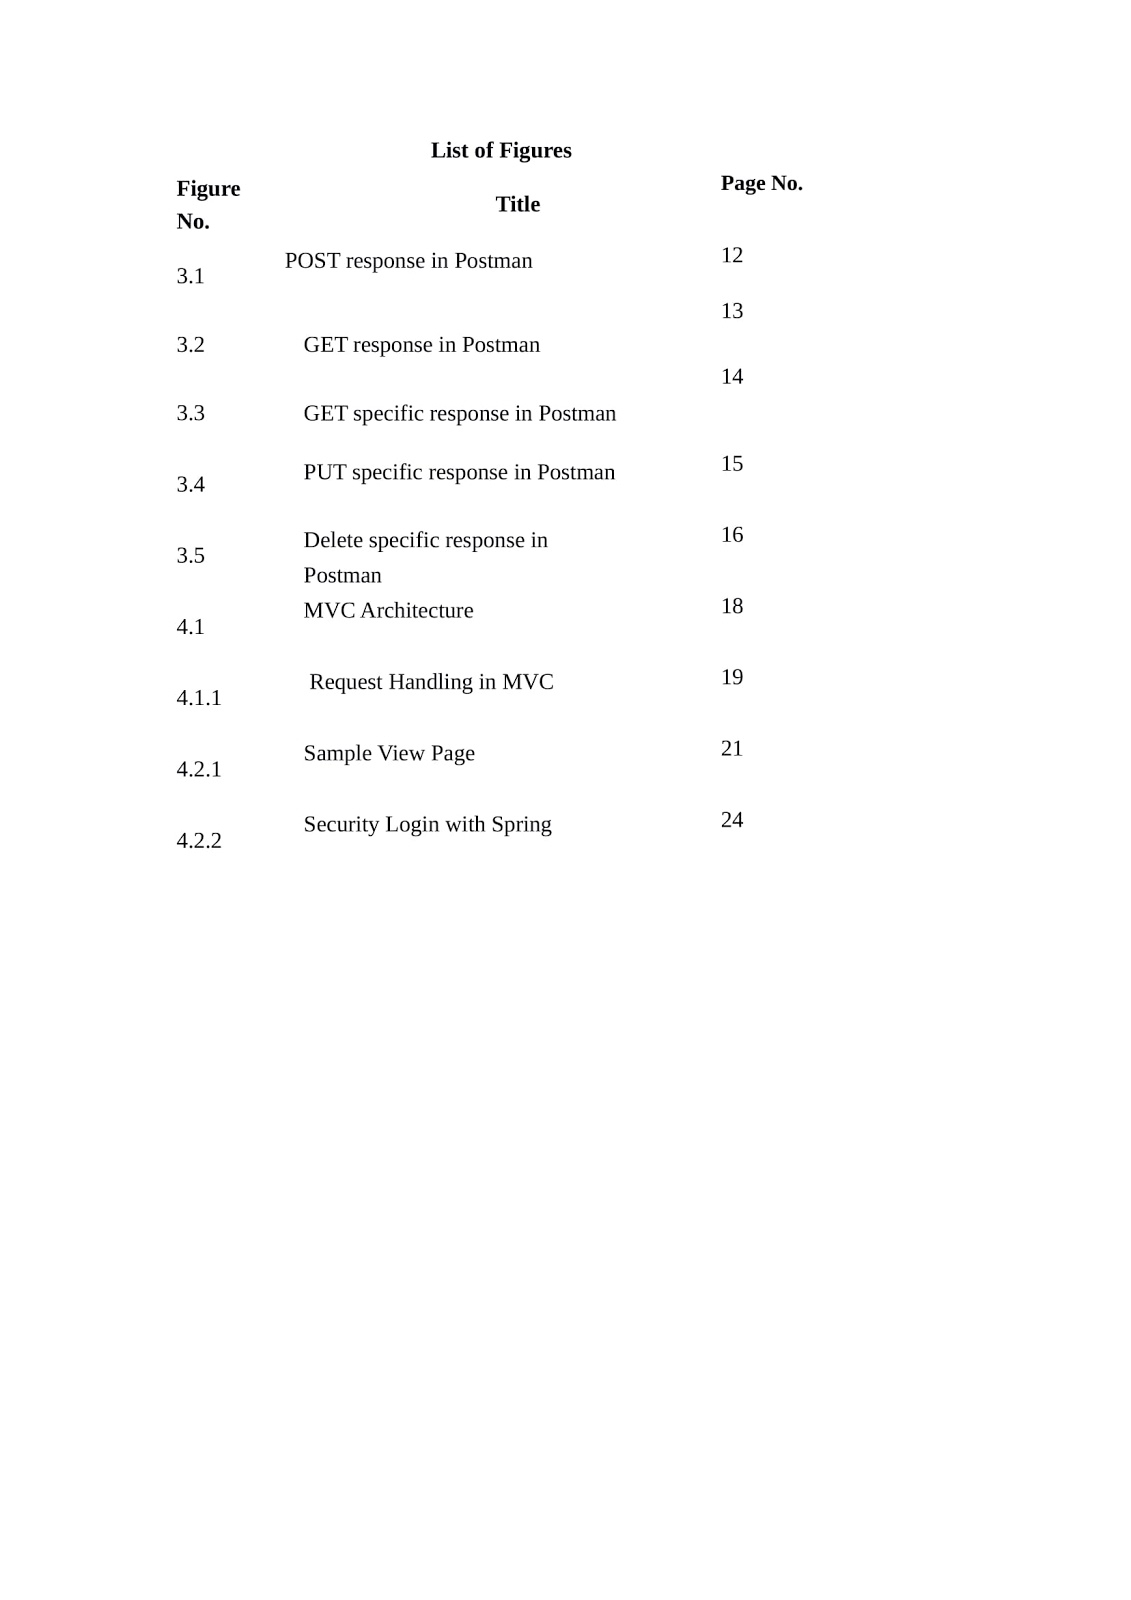 List of Figures
Figure No. Title Page No.
3.1 POST response in Postman 12
3.2 GET response in Postman 13
3.3 GET specific response in Postman 14
3.4 PUT specific response in Postman 15
3.5 Delete specific response in Postman 16
4.1 MVC Architecture 18
4.1.1 Request Handling in MVC 19
4.2.1 Sample View Page 21
4.2.2 Security Login with Spring 24